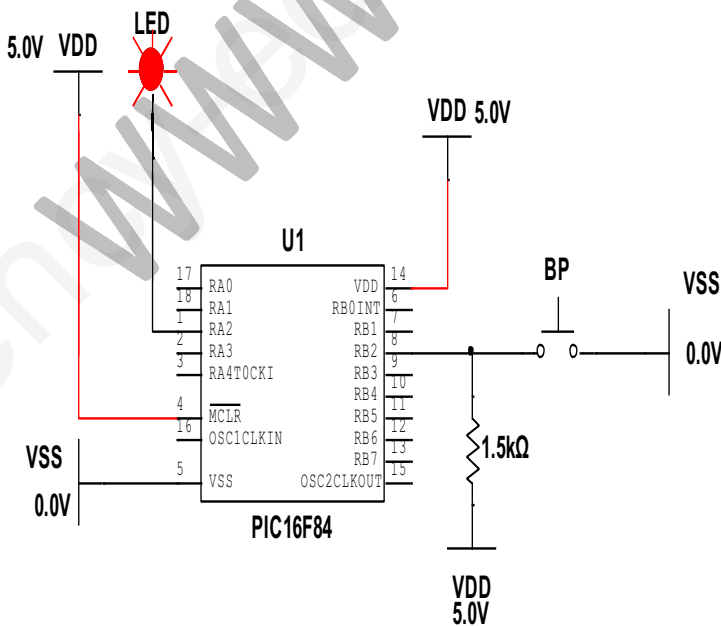 LED
5.0V VDD
www
VDD 5.0V
U1
17 RA0
18 RA1
1 RA2
2 RA3
3 RA4T0CKI
4 MCLR
16 OSC1CLKIN
5 VSS
VDD 14
RB0INT 6
RB1 7
RB2 8
RB3 9
RB4 10
RB5 11
RB6 12
RB7 13
OSC2CLKOUT 15
PIC16F84
BP
VSS
0.0V
VSS
0.0V
1.5kΩ
VDD
5.0V